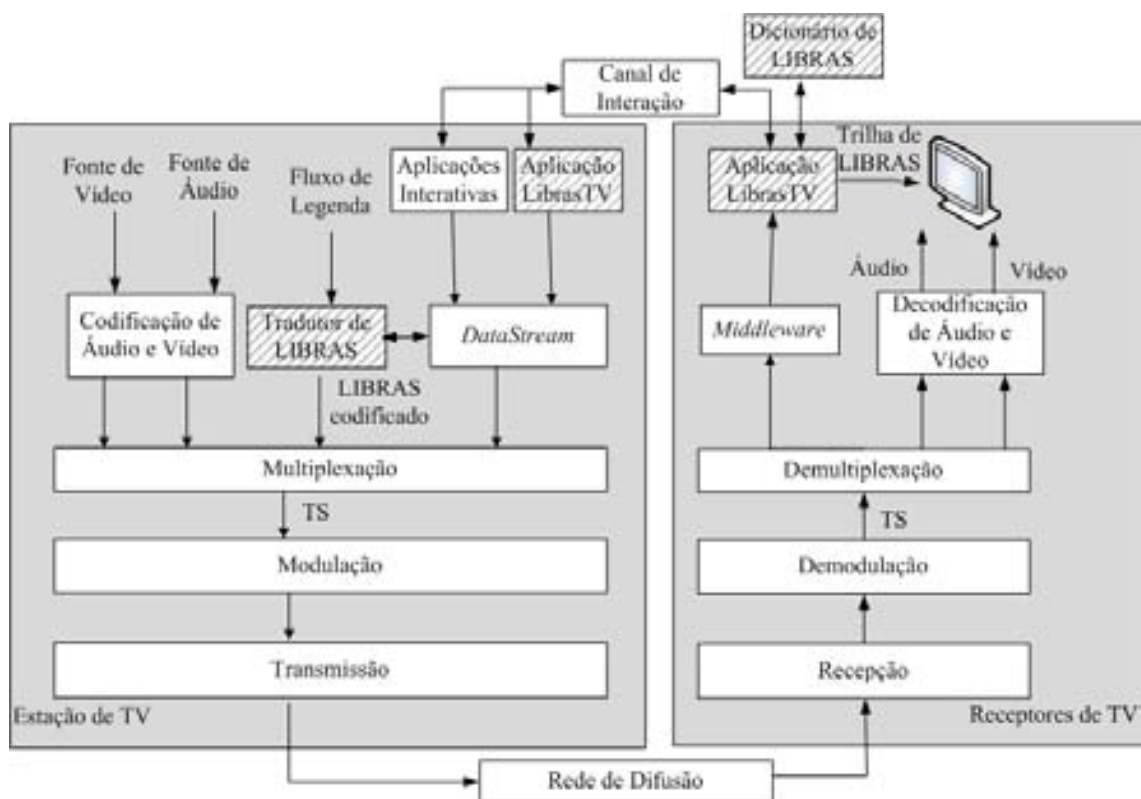 Dicionário de
LIBRAS
Canal de
Interação
Fonte de
Vídeo
Fonte de
Áudio
Fluxo de
Legenda
Aplicações
Interativas
Aplicação
LibrasTV
Codificação de
Áudio e Vídeo
Tradutor de
LIBRAS
DataStream
LIBRAS
codificado
Multiplexação
TS
Modulação
Transmissão
Estação de TV
Aplicação
LibrasTV
Trilha de
LIBRAS
Áudio
Vídeo
Middleware
Decodificação
de Áudio e
Vídeo
Demultiplexação
TS
Demodulação
Recepção
Receptores de TV
Rede de Difusão